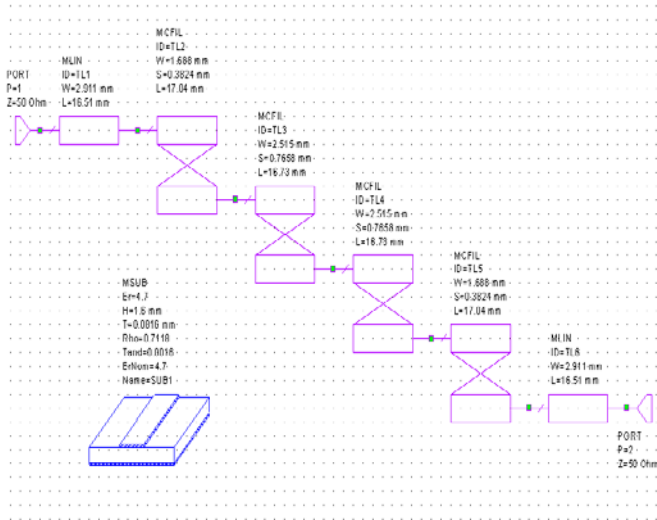 PORT
P=1
Z=50 Ohm
MLIN
ID=TL1
W=2.911 mm
L=16.51 mm
MCFIL
ID=TL2
W=1.688 mm
S=0.3824 mm
L=17.04 mm
MCFIL
ID=TL3
W=2.515 mm
S=0.7658 mm
L=16.73 mm
MCFIL
ID=TL4
W=2.515 mm
S=0.7658 mm
L=16.73 mm
MCFIL
ID=TL5
W=1.688 mm
S=0.3824 mm
L=17.04 mm
MLIN
ID=TL6
W=2.911 mm
L=16.51 mm
PORT
P=2
Z=50 Ohm
MSUB
Er=4.7
H=1.6 mm
T=0.0816 mm
Rho=0.7118
Tand=0.0016
ErNom=4.7
Name=SUB1